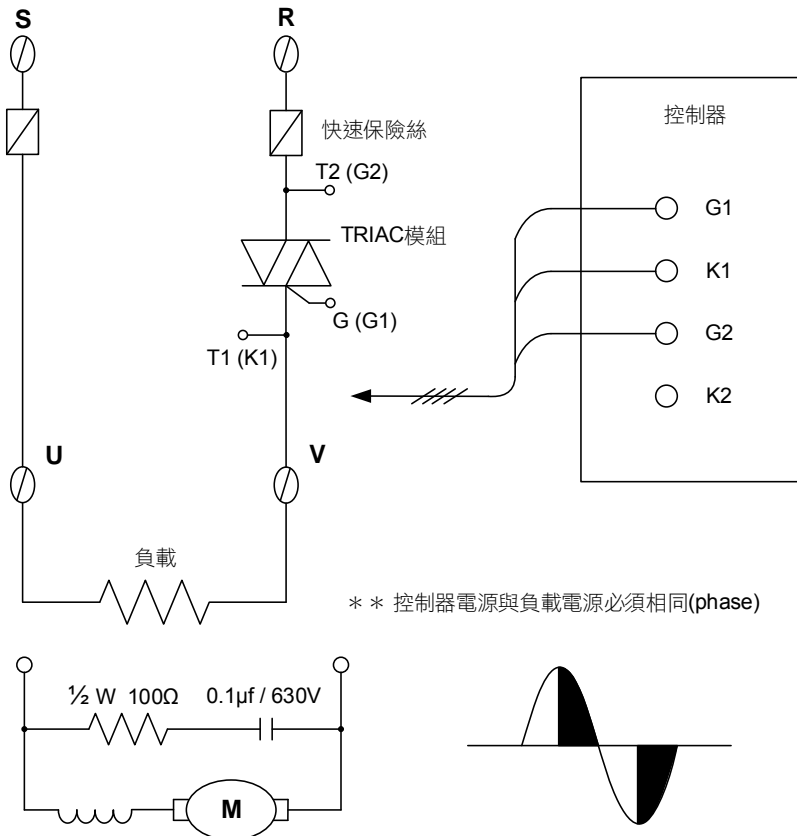 S
R
控制器
快速保險絲
T2 (G2)
G1
TRIAC模組
K1
G (G1)
G2
T1 (K1)
K2
U
V
負載
＊＊ 控制器電源與負載電源必須相同(phase)
½ W 100Ω
0.1µf / 630V
M